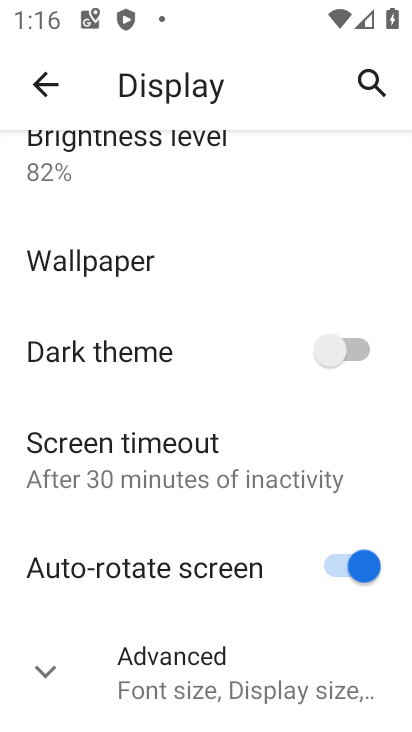 1:16
Display
Brightness level
82%
Wallpaper
Dark theme
Screen timeout
After 30 minutes of inactivity
Auto-rotate screen
Advanced
Font size, Display size,..